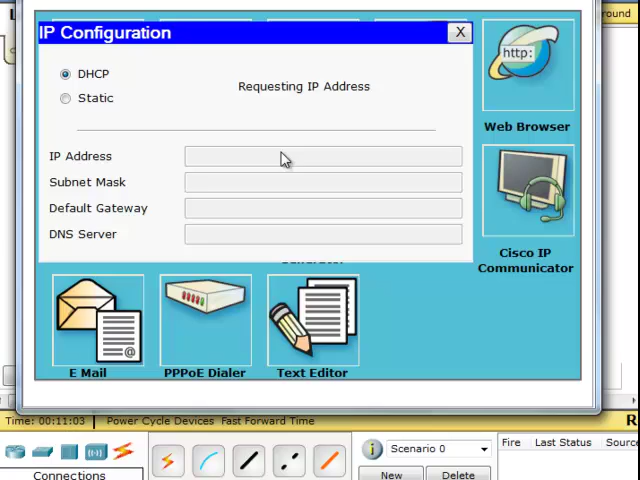 IP Configuration
X
DHCP
Static
Requesting IP Address
IP Address
Subnet Mask
Default Gateway
DNS Server
http:
Web Browser
Cisco IP
Communicator
E Mail
@
PPPoE Dialer
Text Editor
Time: 00:11:03 Power Cycle Devices Fast Forward Time
Connections
i
Scenario 0
New
Delete
Fire
Last Status
Source